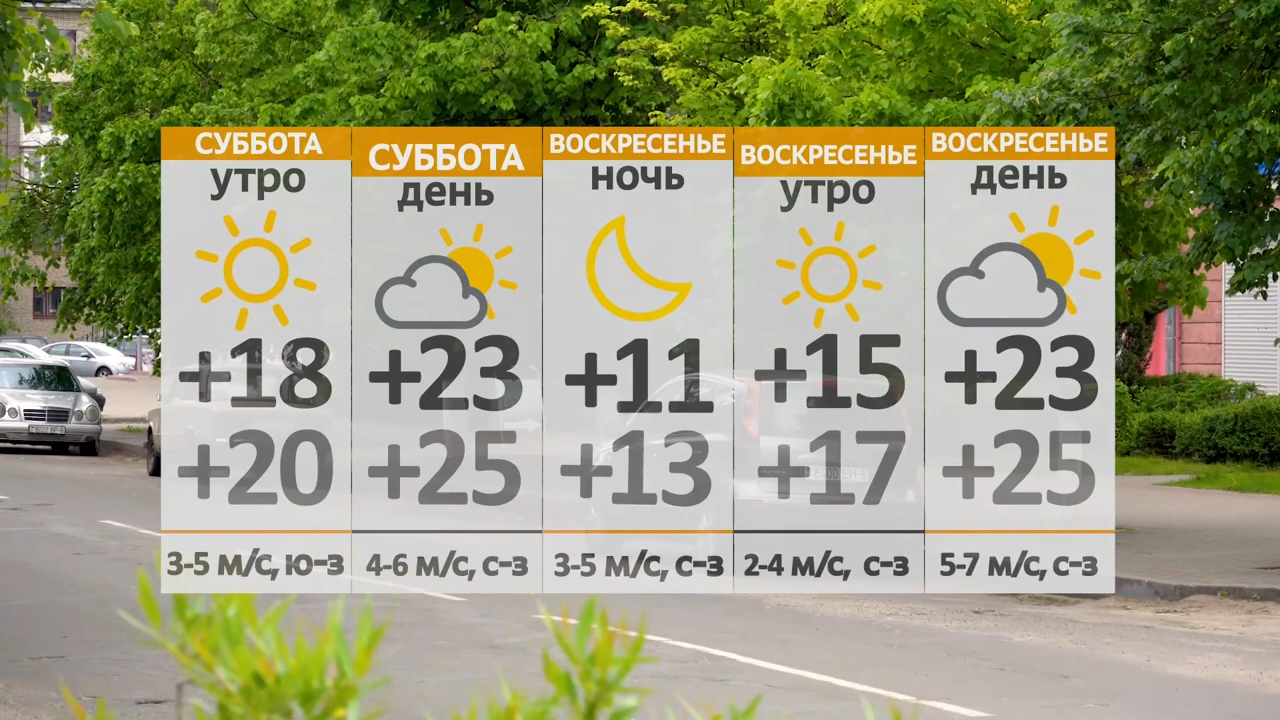 СУББОТА
утро
+18
+20
3-5 м/с, ю-з
СУББОТА
день
+23
+25
4-6 м/с, с-з
ВОСКРЕСЕНЬЕ
ночь
+11
+13
3-5 м/с, с-з
ВОСКРЕСЕНЬЕ
утро
+15
+17
2-4 м/с, с-з
ВОСКРЕСЕНЬЕ
день
+23
+25
5-7 м/с, с-з